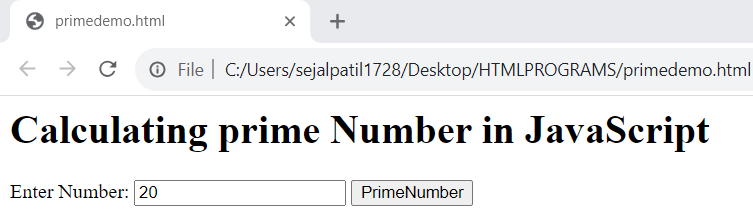 primedemo.html
File | C:/Users/sejalpatil1728/Desktop/HTMLPROGRAMS/primedemo.html
Calculating prime Number in JavaScript
Enter Number: 20 PrimeNumber